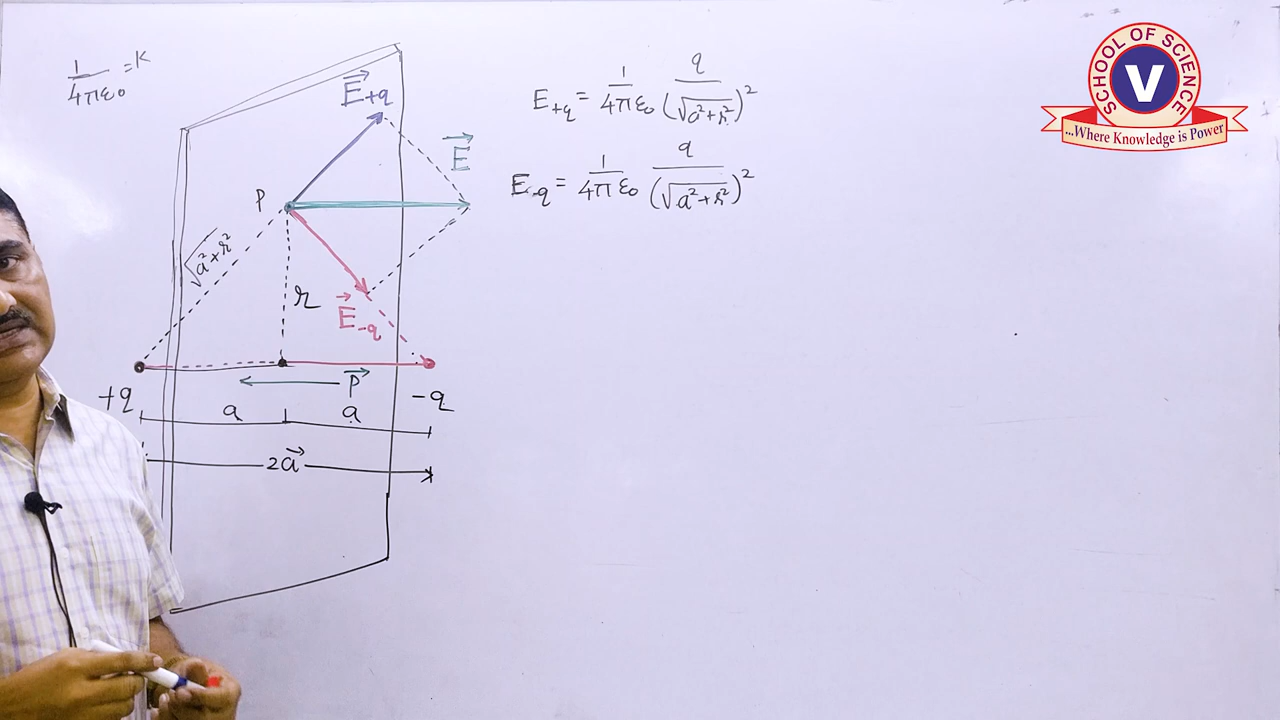 1/4πε₀ = K
E⃗₊q
E⃗
P
√a²+r²
r
E⃗₋q
P⃗
+q
-q
a
a
2a⃗
E₊q = 1/4πε₀ q/(√a²+r²)²
E₋q = 1/4πε₀ q/(√a²+r²)²
SCHOOL OF SCIENCE
V
...Where Knowledge is Power